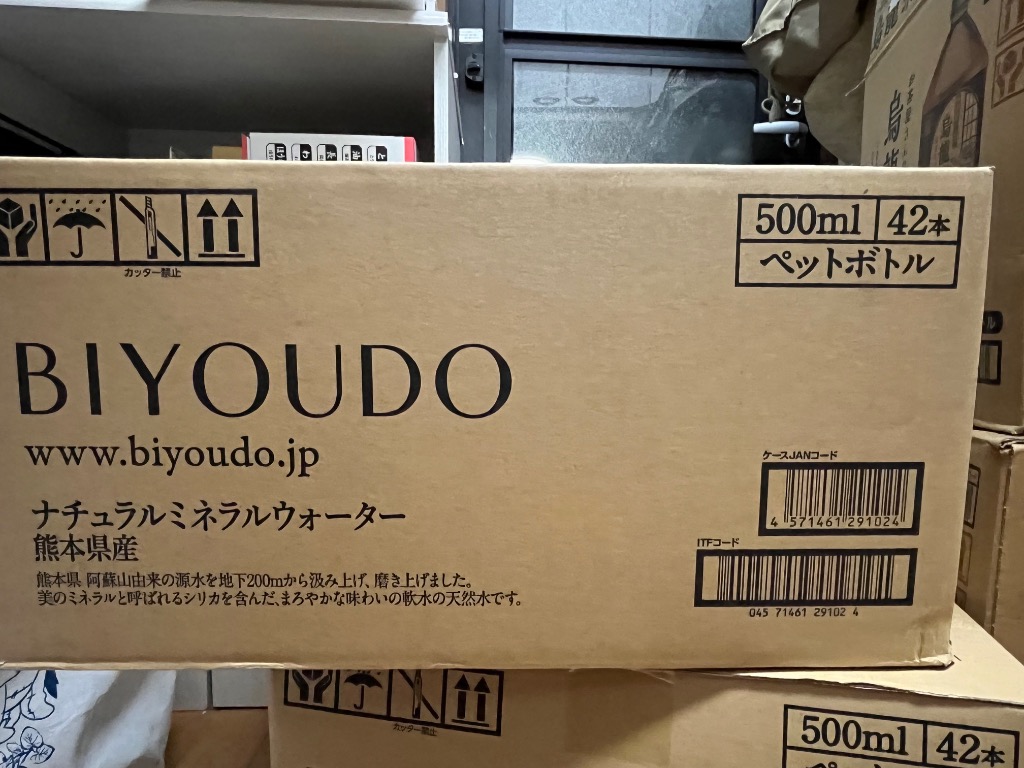 烏龍
カッター禁止
500ml 42本
ペットボトル
BIYOUDO
www.biyoudo.jp
ナチュラルミネラルウォーター
熊本県産
熊本県 阿蘇山由来の源水を地下200mから汲み上げ、磨き上げました。
美のミネラルと呼ばれるシリカを含んだ、まろやかな味わいの軟水の天然水です。
ケースJANコード
4 571461 291024
ITFコード
045 71461 29102 4
カッター禁止
500ml 42本